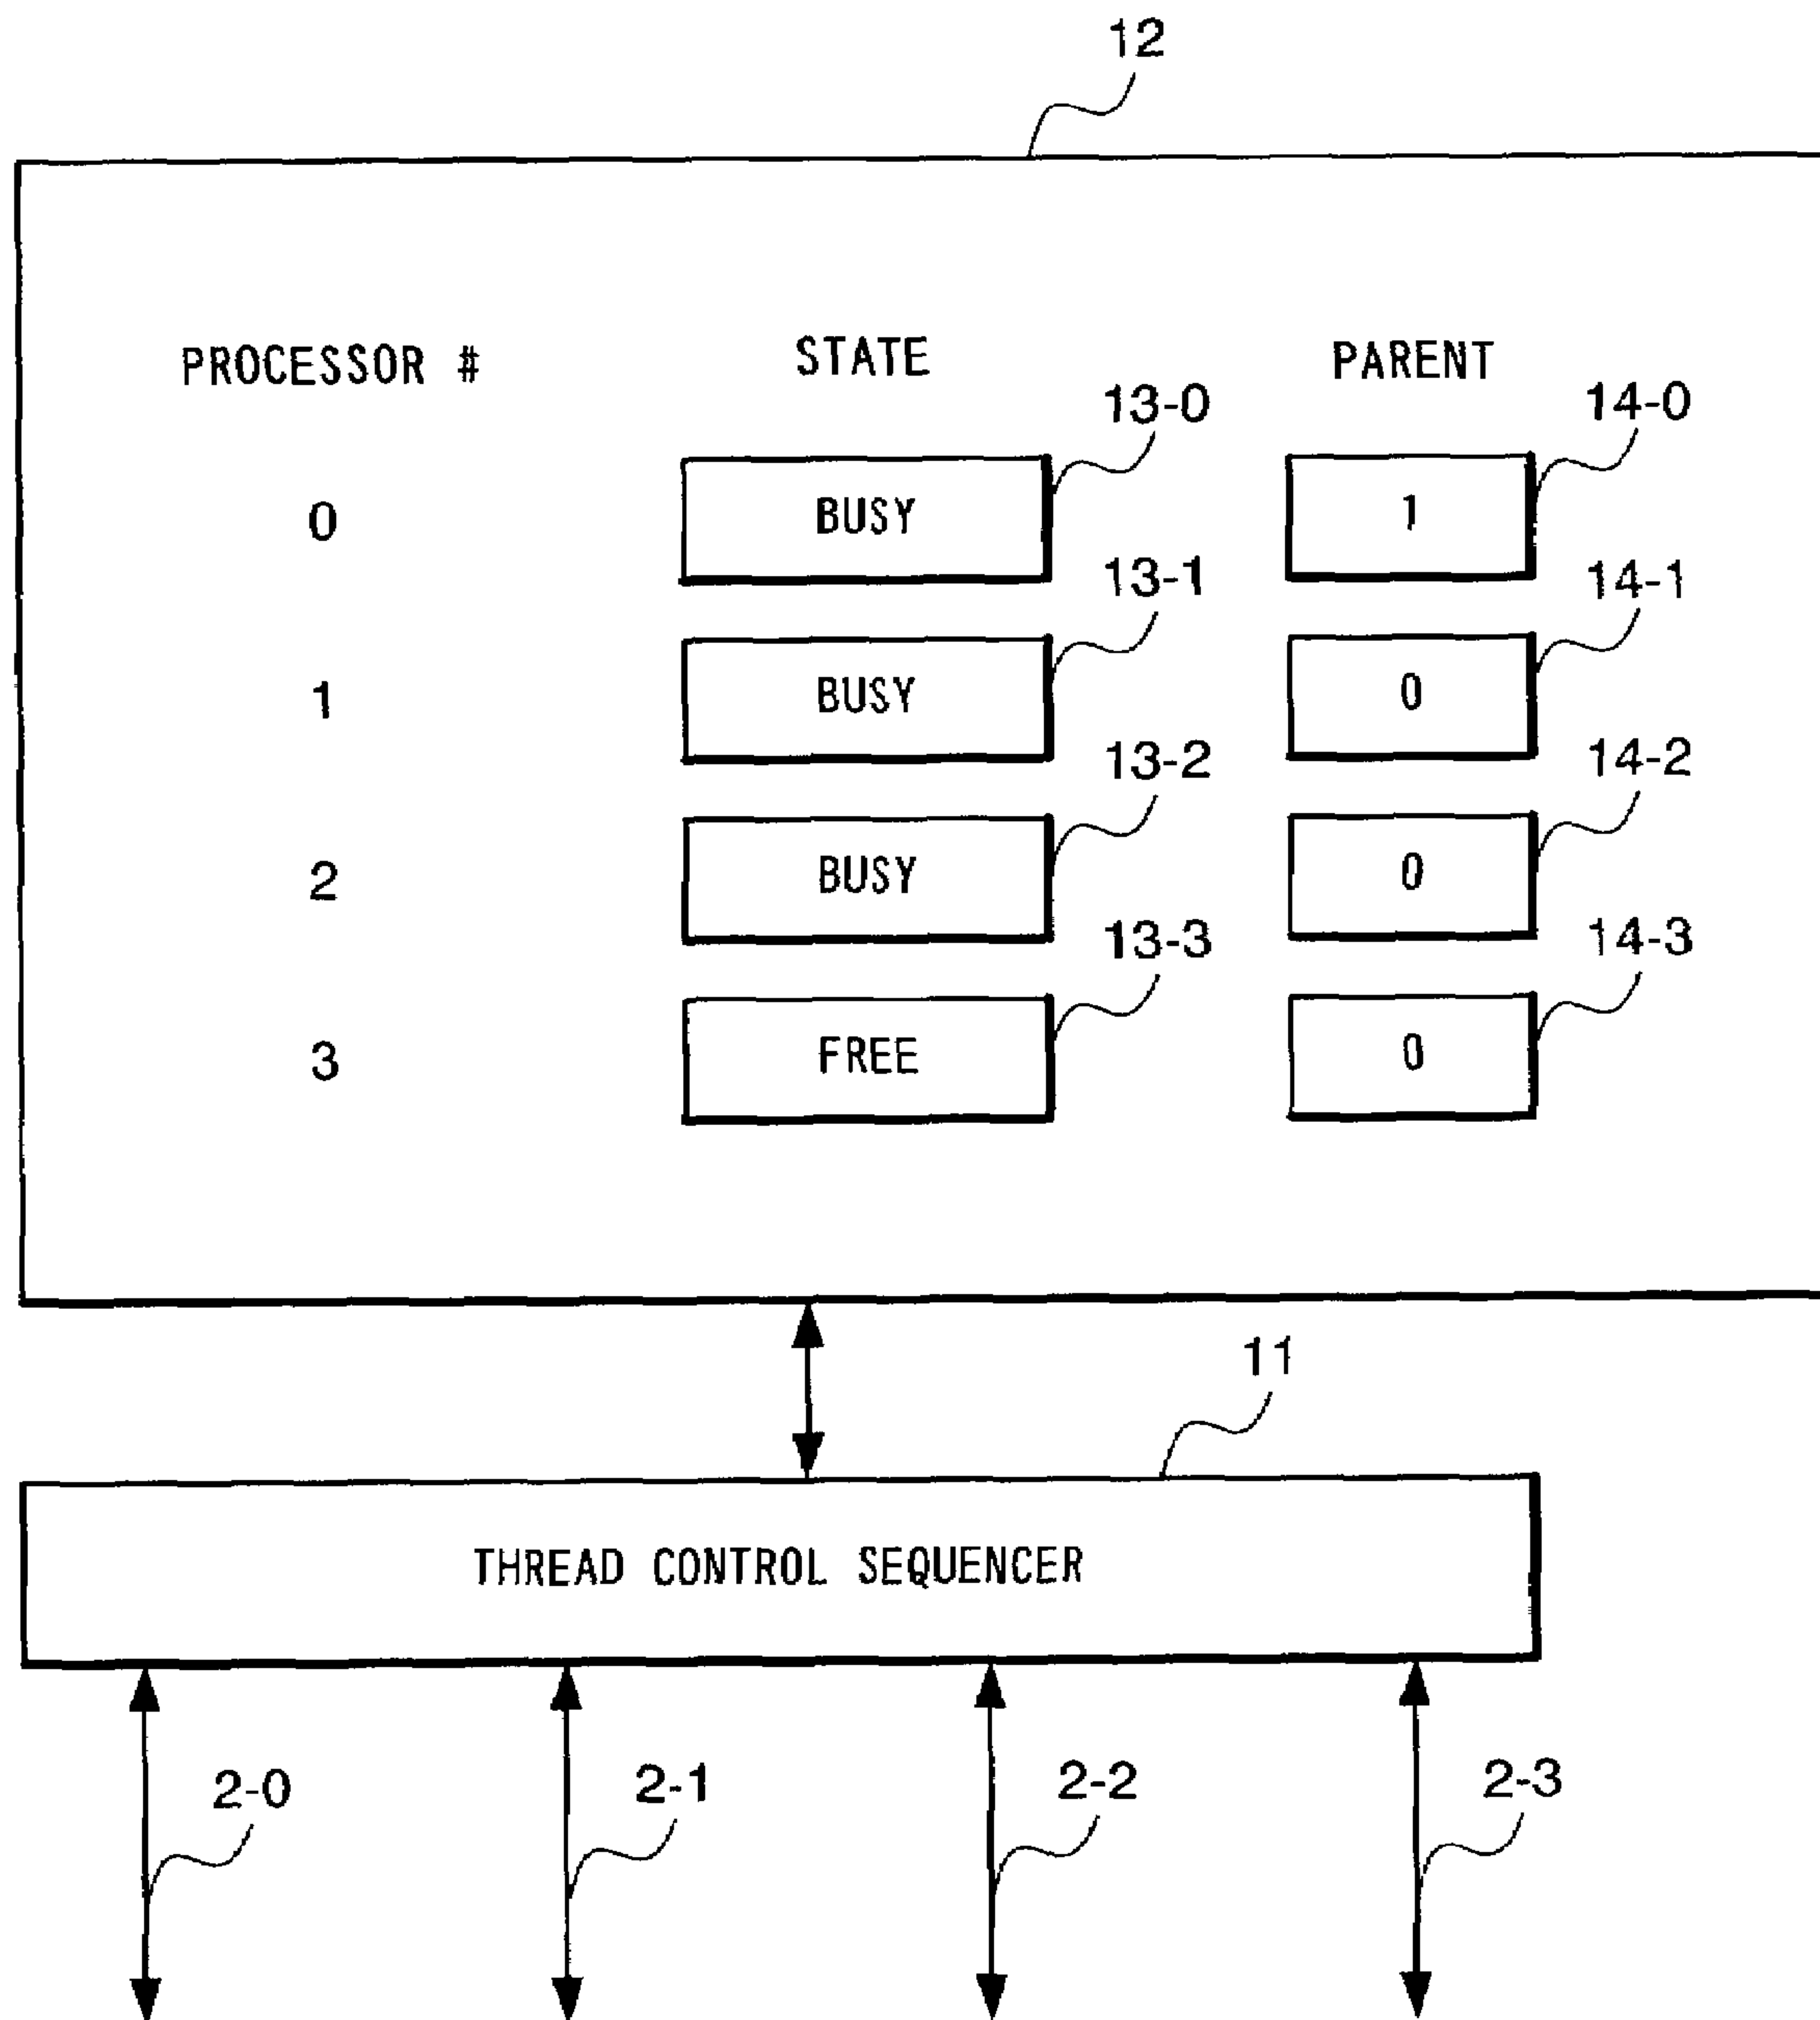 12
PROCESSOR # STATE PARENT
13-0 14-0
0 BUSY 1
13-1 14-1
1 BUSY 0
13-2 14-2
2 BUSY 0
13-3 14-3
3 FREE 0
11
THREAD CONTROL SEQUENCER
2-0 2-1 2-2 2-3